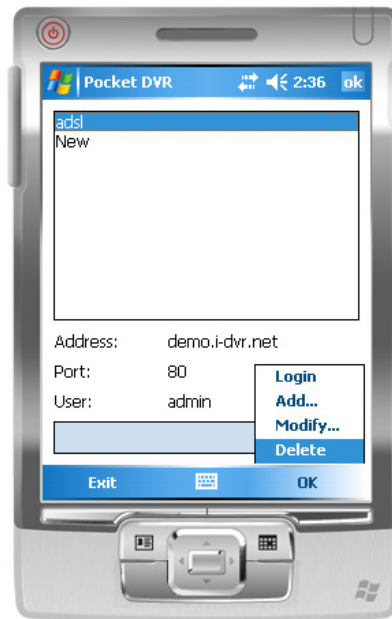 Pocket DVR 2:36 ok
adsl
New
Address: demo.i-dvr.net
Port: 80
User: admin
Login
Add...
Modify...
Delete
Exit OK